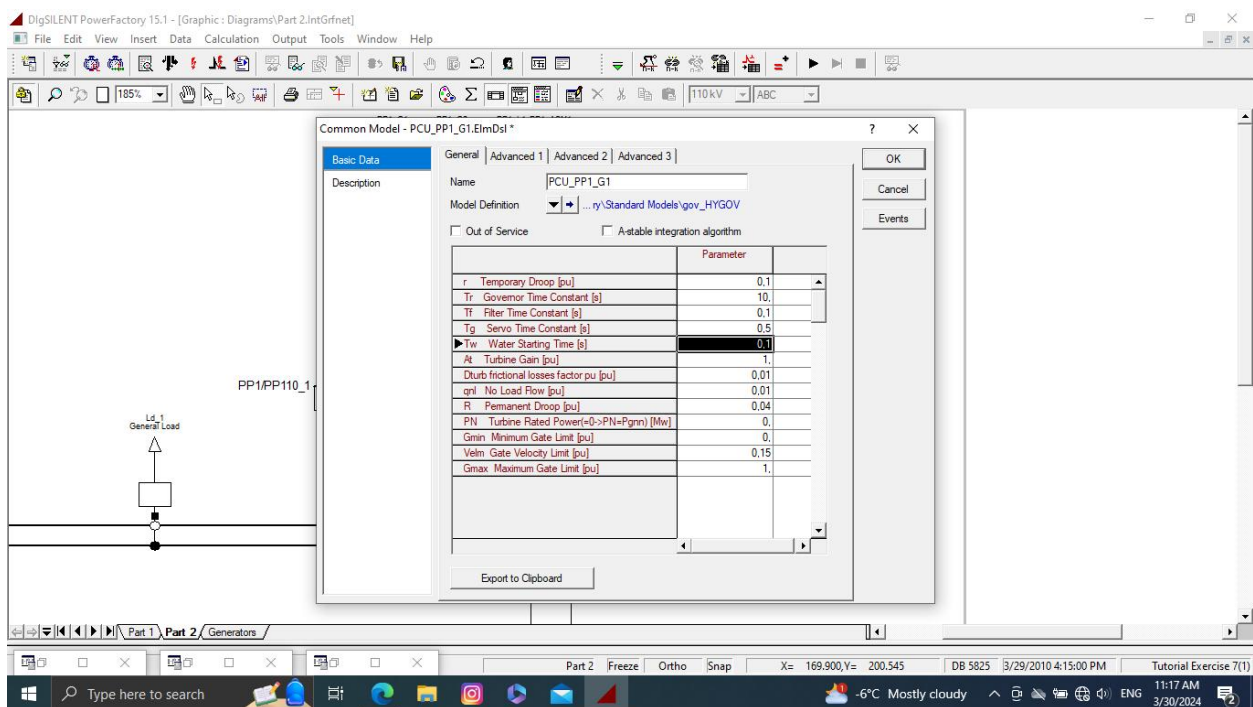 DIgSILENT PowerFactory 15.1 - [Graphic : Diagrams\Part 2.IntGrfnet]
File Edit View Insert Data Calculation Output Tools Window Help
185% 110 kV ABC
Common Model - PCU_PP1_G1.ElmDsl * ? ×
Basic Data
Description
General Advanced 1 Advanced 2 Advanced 3
OK
Cancel
Events
Name PCU_PP1_G1
Model Definition ... ry\Standard Models\gov_HYGOV
Out of Service A-stable integration algorithm
Parameter
r Temporary Droop [pu] 0,1
Tr Governor Time Constant [s] 10,
Tf Filter Time Constant [s] 0,1
Tg Servo Time Constant [s] 0,5
Tw Water Starting Time [s] 0,1
At Turbine Gain [pu] 1,
Dturb frictional losses factor pu [pu] 0,01
qnl No Load Flow [pu] 0,01
R Permanent Droop [pu] 0,04
PN Turbine Rated Power(=0->PN=Pgnn) [Mw] 0,
Gmin Minimum Gate Limit [pu] 0,
Velm Gate Velocity Limit [pu] 0,15
Gmax Maximum Gate Limit [pu] 1,
Export to Clipboard
PP1/PP110_1
Ld_1
General Load
Part 1 Part 2 Generators
Part 2 Freeze Ortho Snap X= 169.900,Y= 200.545 DB 5825 3/29/2010 4:15:00 PM Tutorial Exercise 7(1)
Type here to search -6°C Mostly cloudy ENG 11:17 AM
3/30/2024